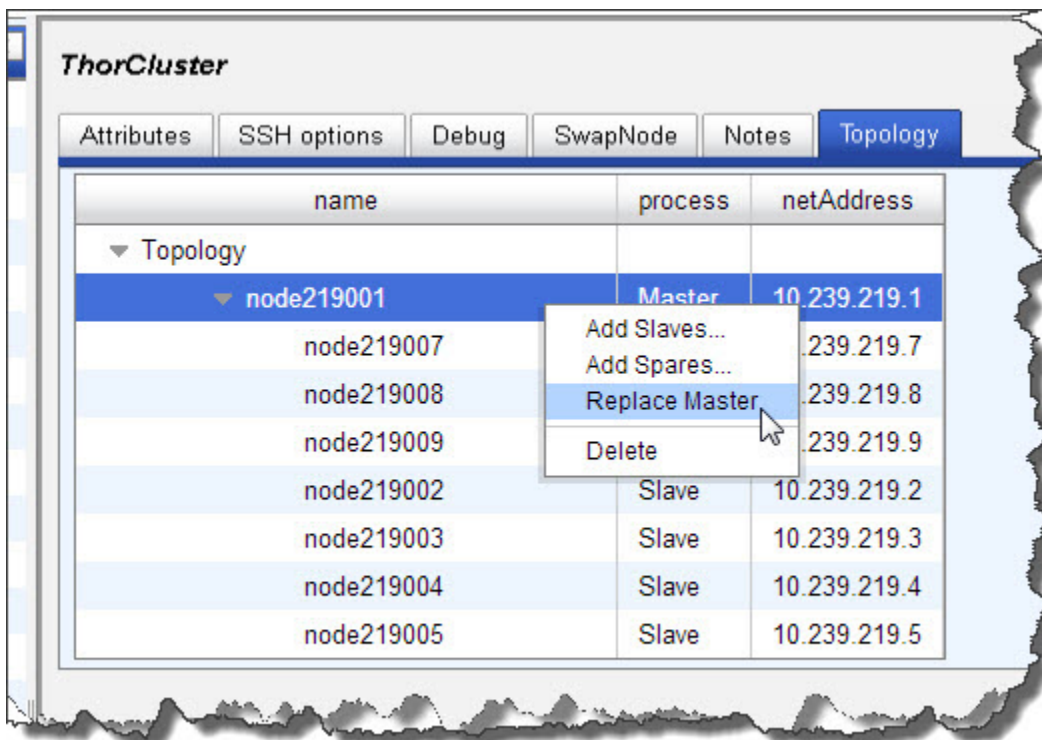 ThorCluster
Attributes SSH options Debug SwapNode Notes Topology
name process netAddress
Topology
node219001 Master 10.239.219.1
Add Slaves...
node219007 .239.219.7
Add Spares...
node219008 .239.219.8
Replace Master
node219009 .239.219.9
Delete
node219002 Slave 10.239.219.2
node219003 Slave 10.239.219.3
node219004 Slave 10.239.219.4
node219005 Slave 10.239.219.5